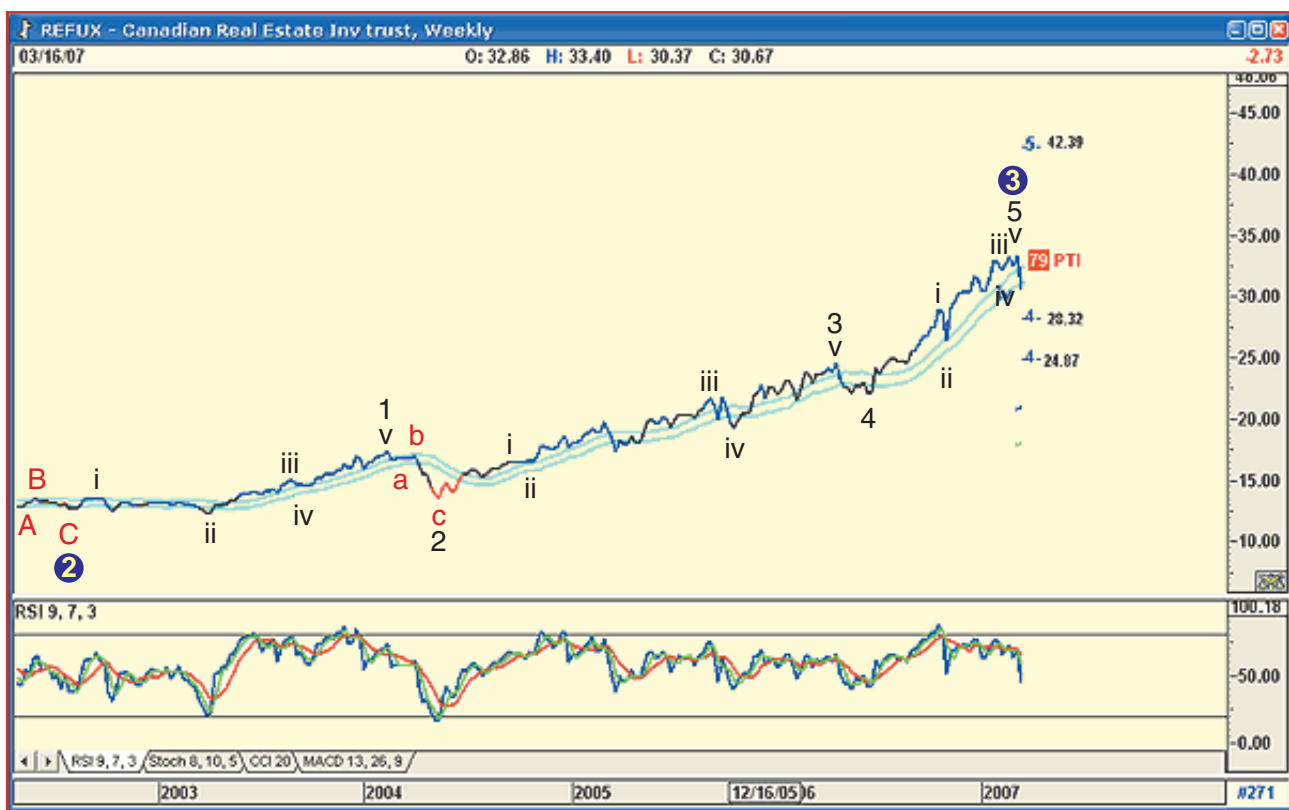 REFUX - Canadian Real Estate Inv trust, Weekly
03/16/07 O: 32.86 H: 33.40 L: 30.37 C: 30.67 -2.73
48.06
45.00
5. 42.39
40.00
3
5
35.00
iii v
79 PTI
i iv
30.00
4- 28.32
3
v
25.00
4- 24.87
iii
ii
4
20.00
1
v b
iv
i
iii
a
ii
15.00
B i
A C
ii iv
c
2
2
10.00
RSI 9, 7, 3
100.18
50.00
0.00
RSI 9, 7, 3 Stoch 8, 10, 5 CCI 20 MACD 13, 26, 9
2003 2004 2005 12/16/05 6 2007 #271